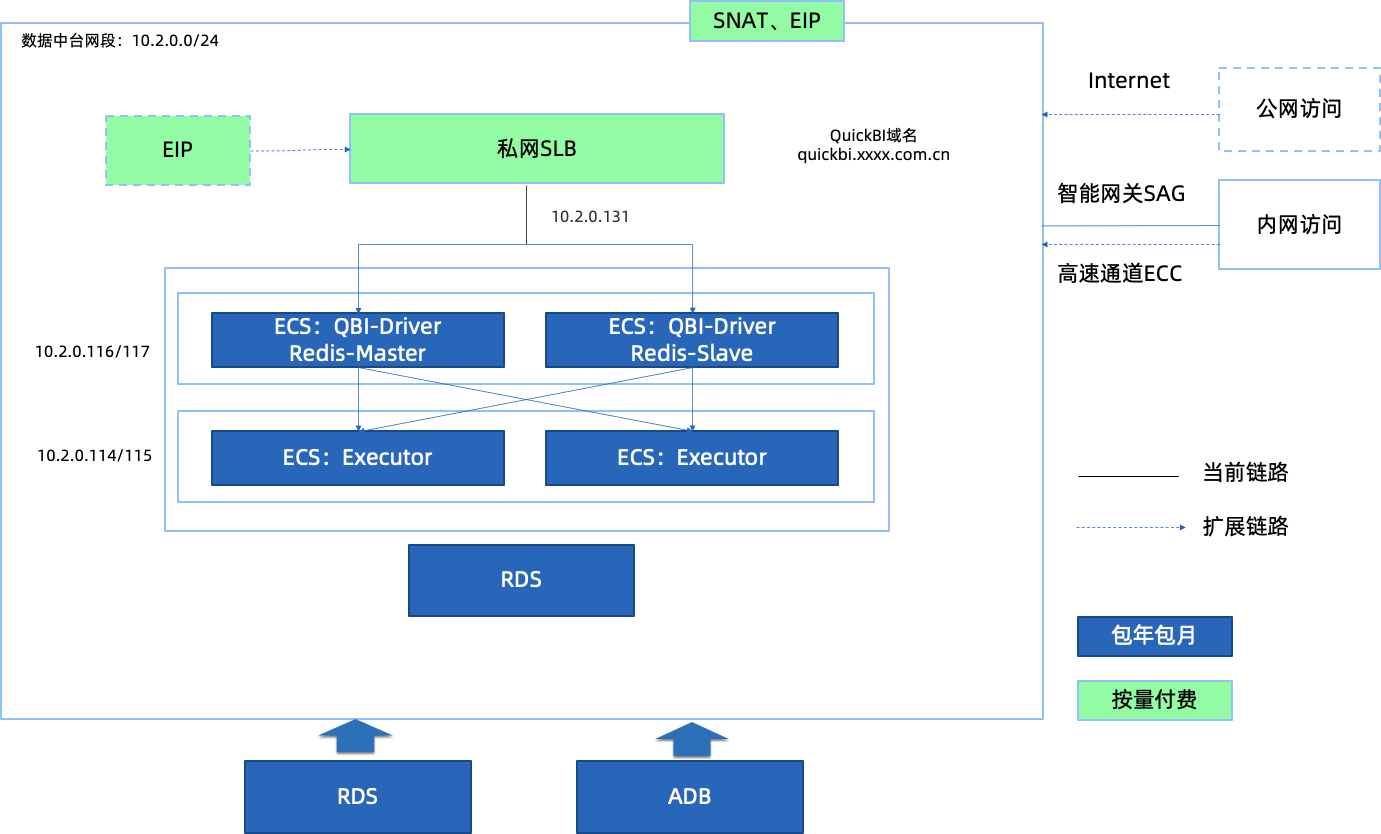 SNAT、EIP
数据中台网段：10.2.0.0/24
Internet
公网访问
EIP
私网SLB
QuickBI域名
quickbi.xxxx.com.cn
智能网关SAG
内网访问
10.2.0.131
高速通道ECC
ECS：QBI-Driver
Redis-Master
ECS：QBI-Driver
Redis-Slave
10.2.0.116/117
10.2.0.114/115
ECS：Executor
ECS：Executor
当前链路
扩展链路
RDS
包年包月
按量付费
RDS
ADB